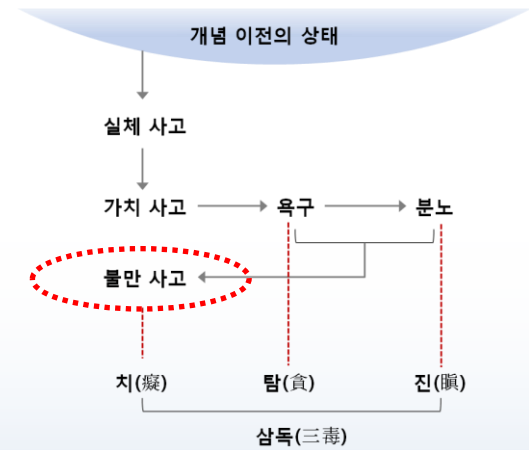 개념 이전의 상태
실체 사고
가치 사고 욕구 분노
불만 사고
치(癡) 탐(貪) 진(瞋)
삼독(三毒)